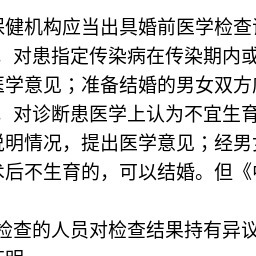 保健机构应当出具婚前医学检查
，对患指定传染病在传染期内或
医学意见；准备结婚的男女双方
，对诊断患医学上认为不宜生育
说明情况，提出医学意见；经男
术后不生育的，可以结婚。但《
检查的人员对检查结果持有异议